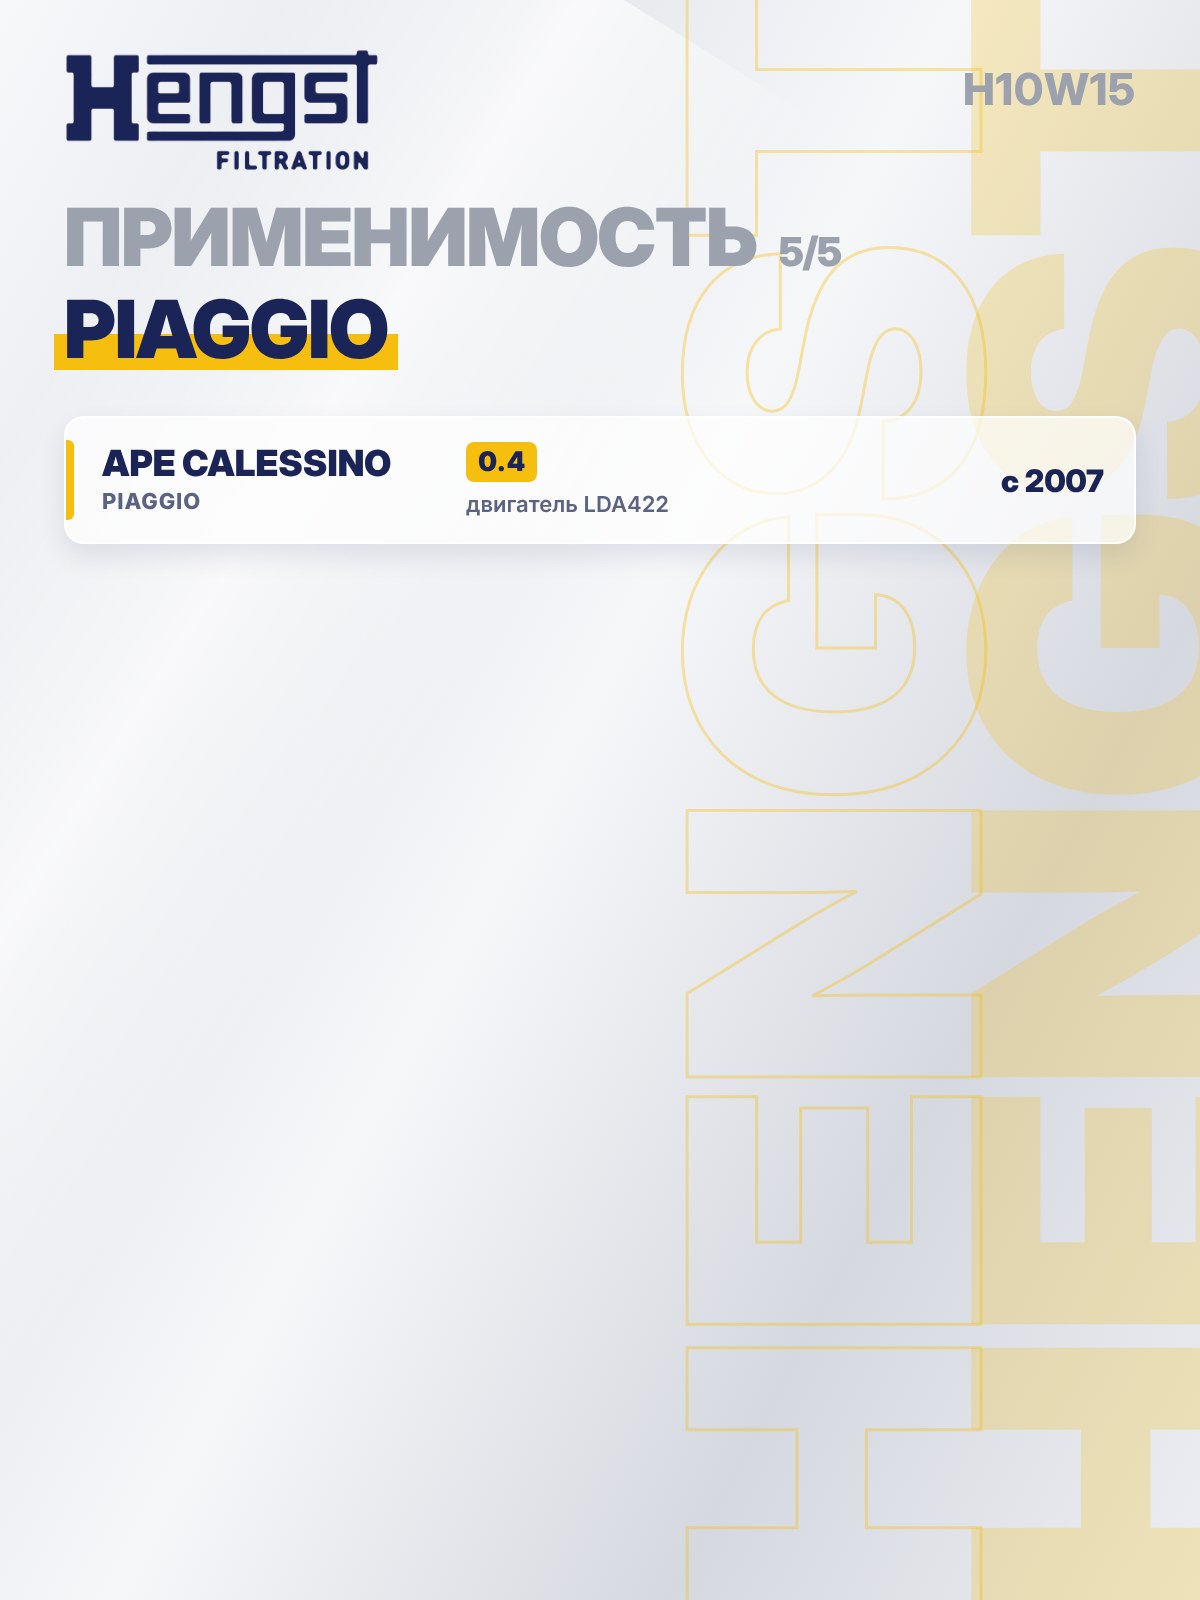 Hengst
FILTRATION
H10W15
ПРИМЕНИМОСТЬ 5/5
PIAGGIO
APE CALESSINO
PIAGGIO
0.4
двигатель LDA422
с 2007
HENGST
HENGST